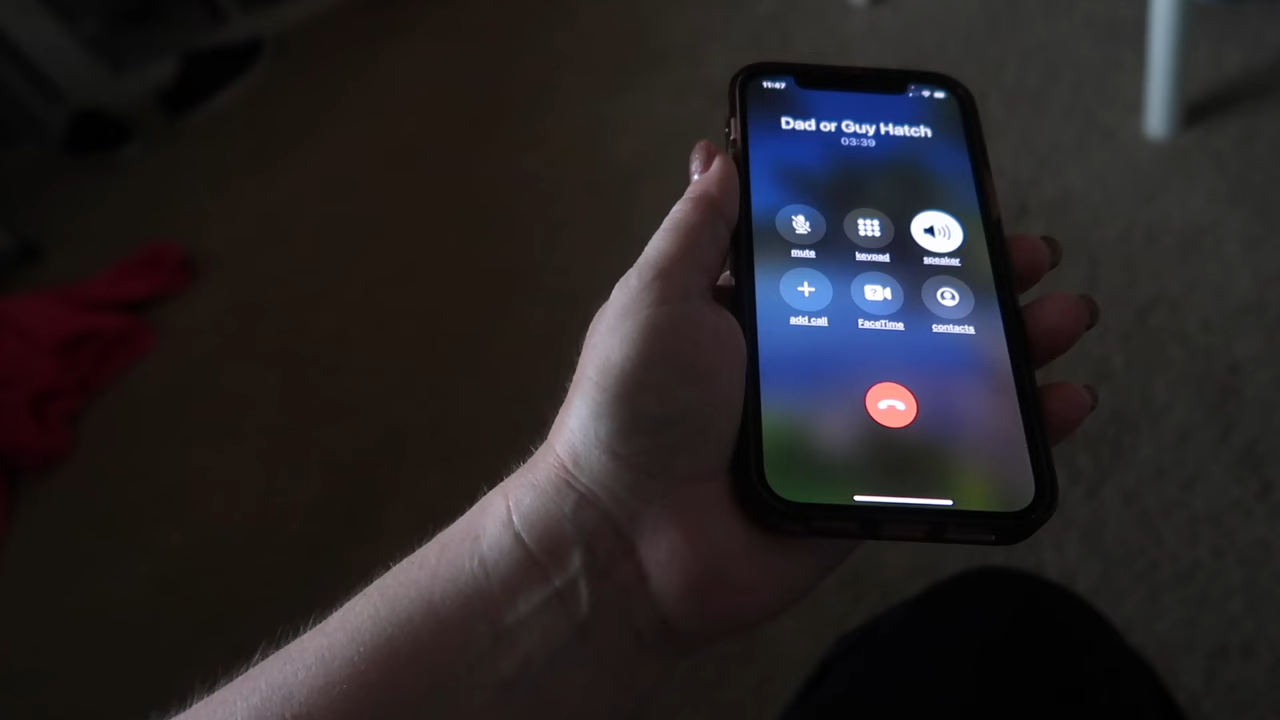 11:47
Dad or Guy Hatch
03:39
mute keypad speaker
add call FaceTime contacts